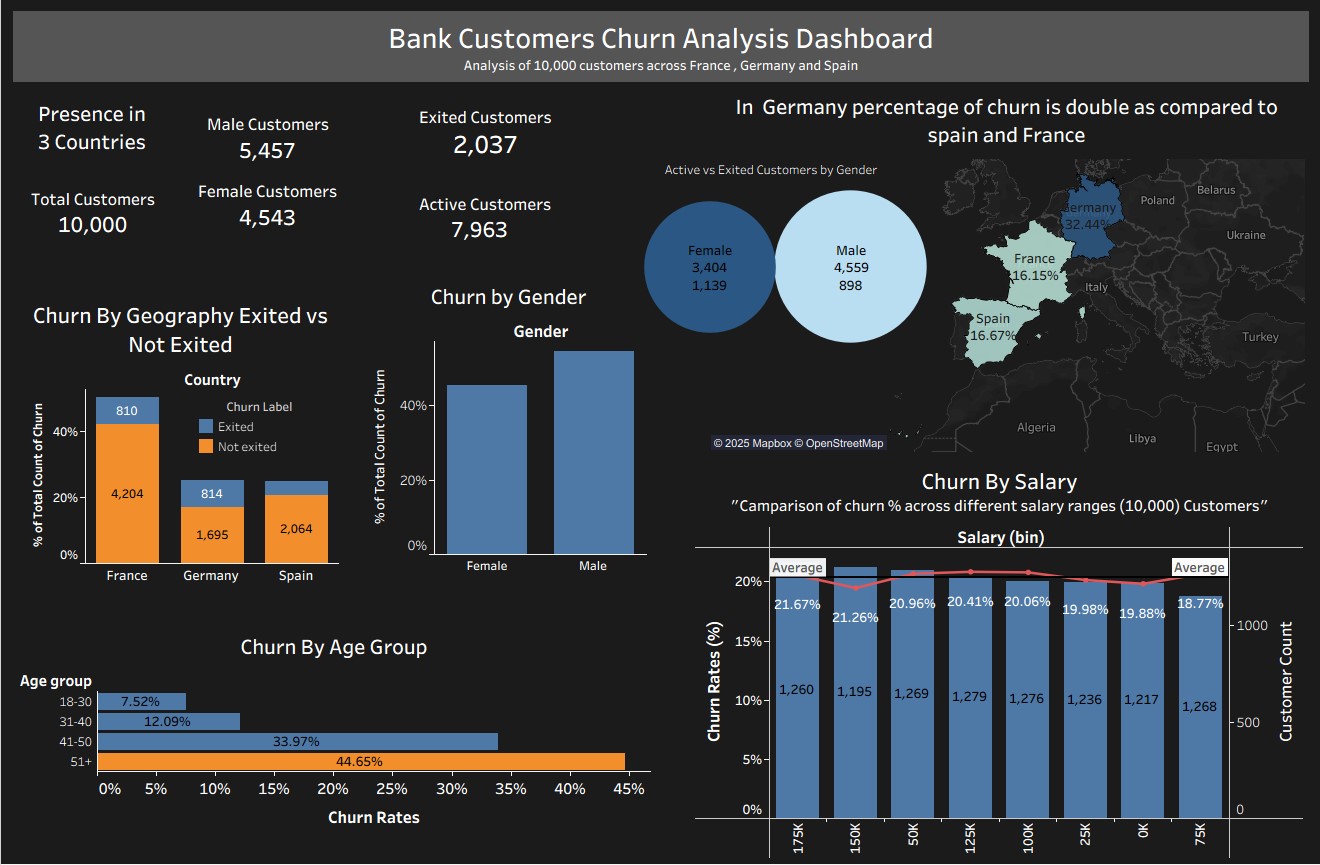 Bank Customers Churn Analysis Dashboard
Analysis of 10,000 customers across France , Germany and Spain
Presence in
3 Countries
Male Customers
5,457
Exited Customers
2,037
Total Customers
10,000
Female Customers
4,543
Active Customers
7,963
In Germany percentage of churn is double as compared to
spain and France
Active vs Exited Customers by Gender
Female
3,404
1,139
Male
4,559
898
Germany
32.44%
France
16.15%
Spain
16.67%
Poland
Belarus
Ukraine
Italy
Turkey
Algeria
Libya
Egypt
© 2025 Mapbox © OpenStreetMap
Churn By Geography Exited vs
Not Exited
Country
Churn Label
Exited
Not exited
% of Total Count of Churn
40%
20%
0%
810
4,204
814
1,695
2,064
France
Germany
Spain
Churn by Gender
Gender
% of Total Count of Churn
40%
20%
0%
Female
Male
Churn By Salary
"Comparison of churn % across different salary ranges (10,000) Customers"
Salary (bin)
Average
Average
Churn Rates (%)
20%
15%
10%
5%
0%
21.67%
21.26%
20.96%
20.41%
20.06%
19.98%
19.88%
18.77%
1,260
1,195
1,269
1,279
1,276
1,236
1,217
1,268
1000
500
0
Customer Count
175K
150K
50K
125K
100K
25K
0K
75K
Churn By Age Group
Age group
18-30
7.52%
31-40
12.09%
41-50
33.97%
51+
44.65%
0%
5%
10%
15%
20%
25%
30%
35%
40%
45%
Churn Rates